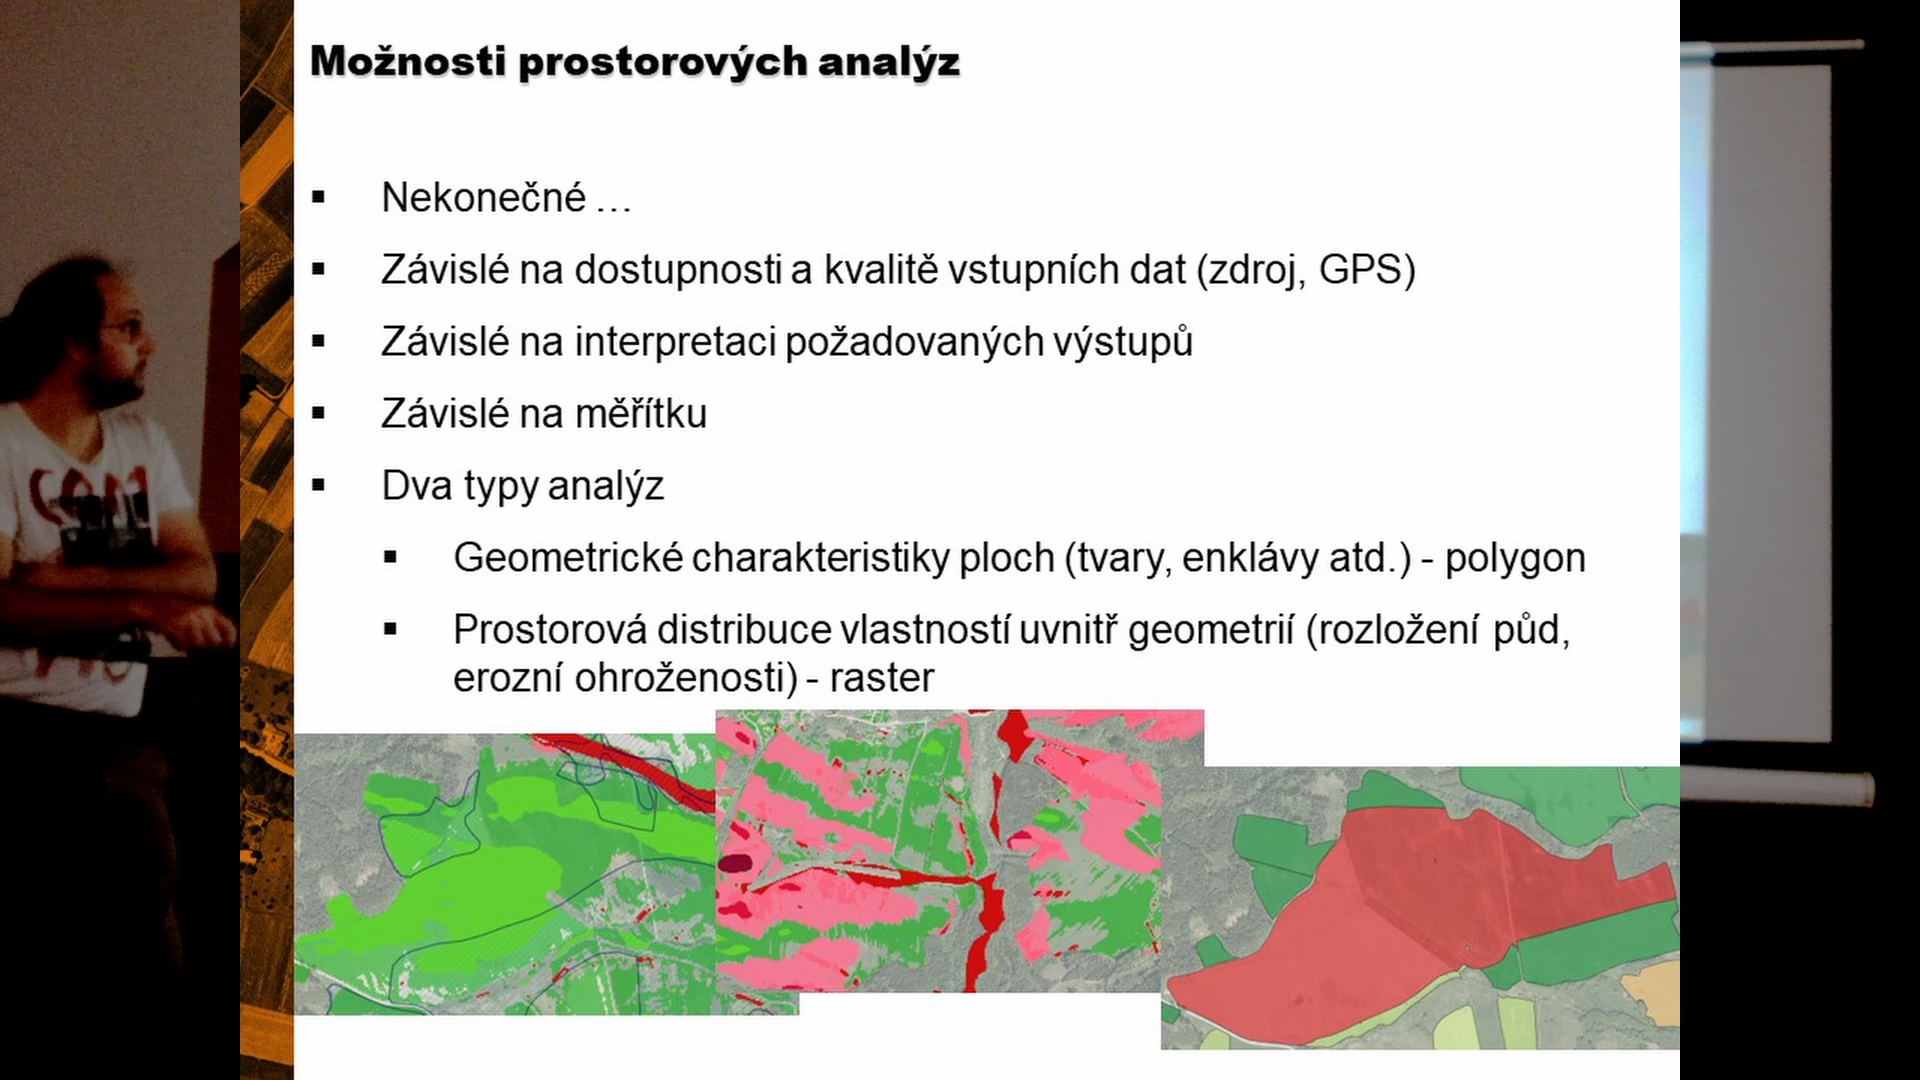 Možnosti prostorových analýz
Nekonečné …
Závislé na dostupnosti a kvalitě vstupních dat (zdroj, GPS)
Závislé na interpretaci požadovaných výstupů
Závislé na měřítku
Dva typy analýz
Geometrické charakteristiky ploch (tvary, enklávy atd.) - polygon
Prostorová distribuce vlastností uvnitř geometrií (rozložení půd,
erozní ohroženosti) - raster